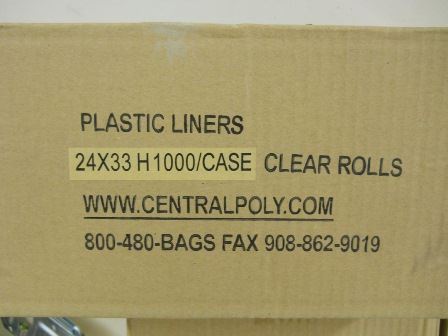 PLASTIC LINERS
24X33 H1000/CASE CLEAR ROLLS
WWW.CENTRALPOLY.COM
800-480-BAGS FAX 908-862-9019